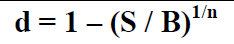 d = 1 – (S / B)^1/n